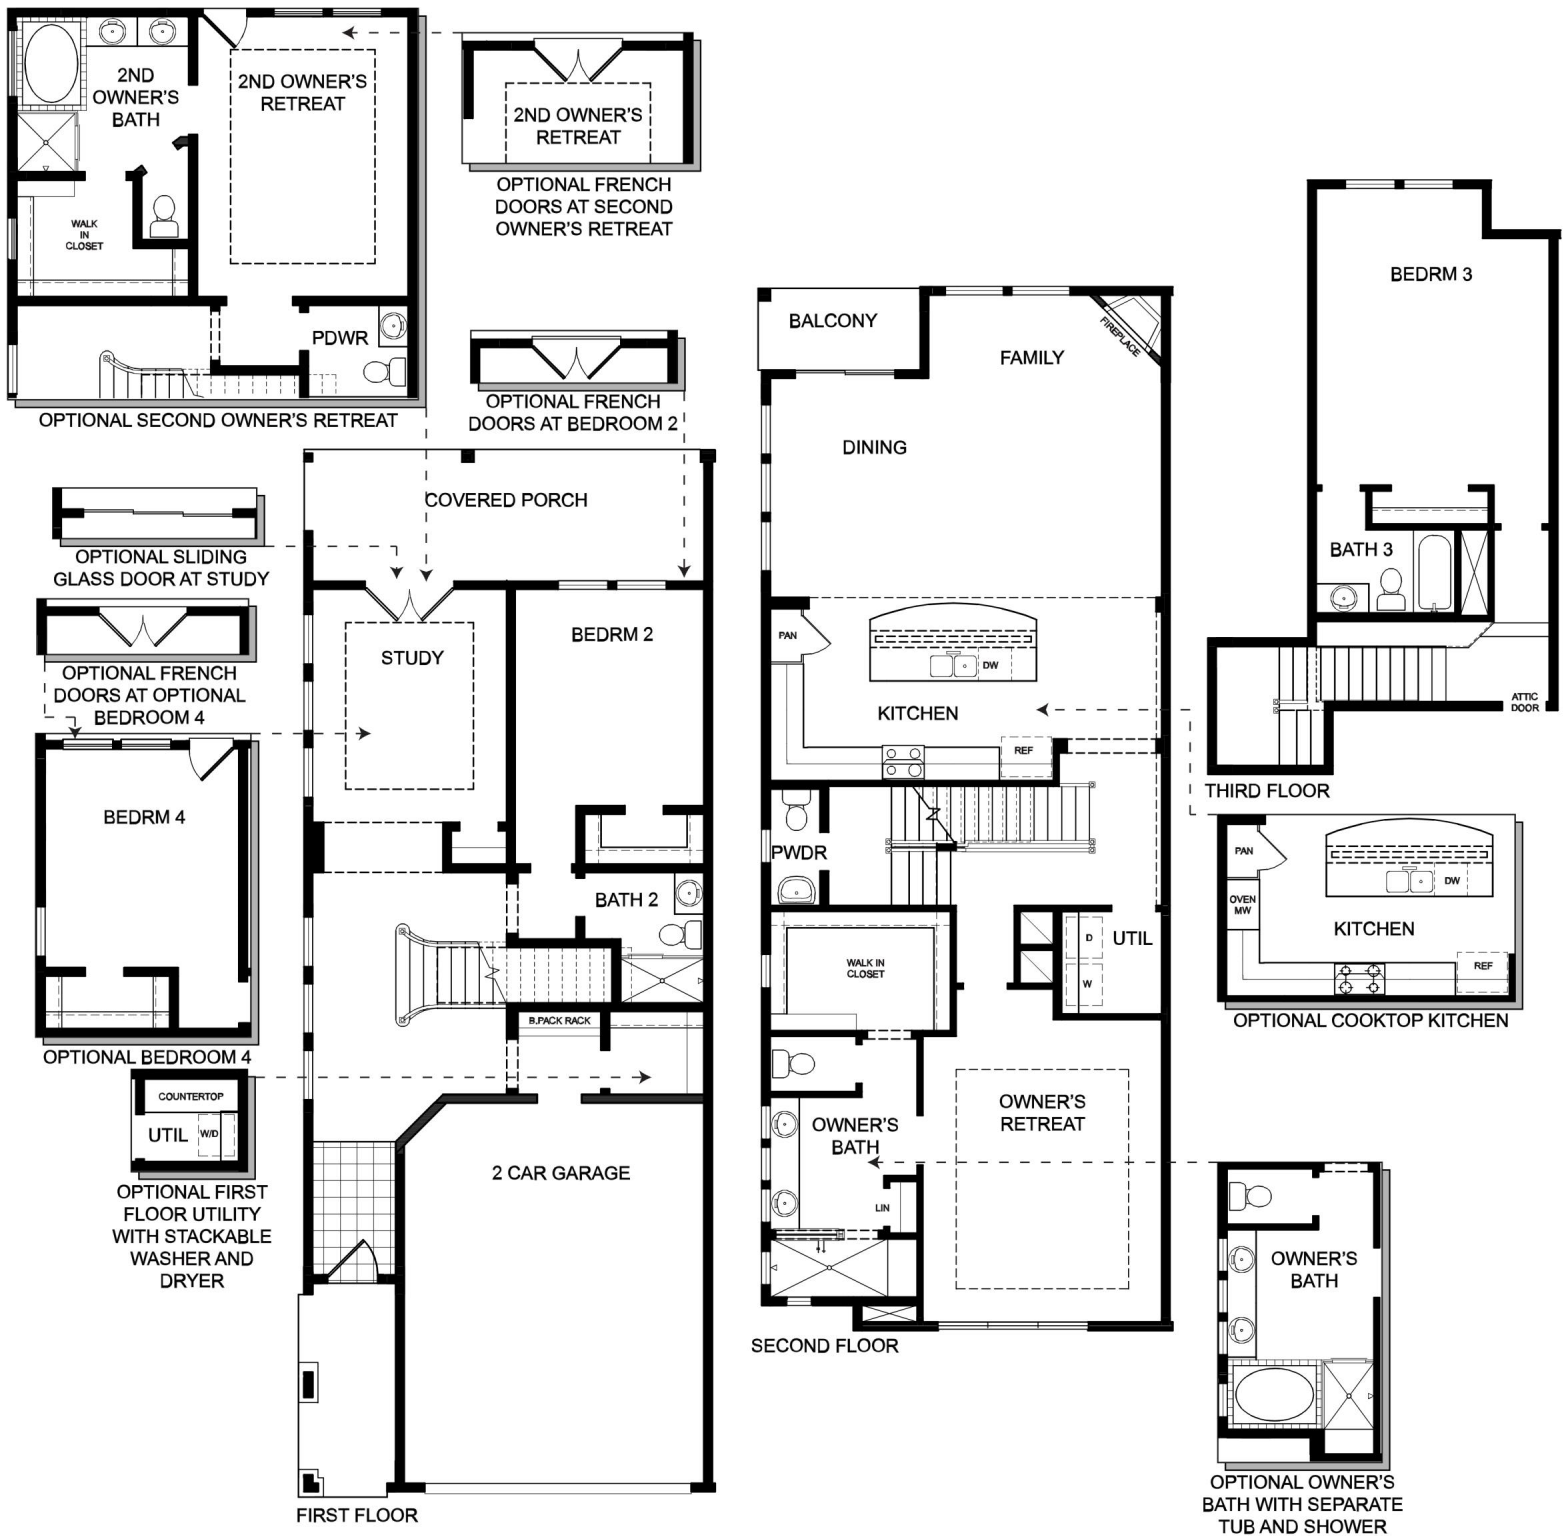 2ND
OWNER'S
BATH
2ND OWNER'S
RETREAT
WALK
IN
CLOSET
PDWR
OPTIONAL SECOND OWNER'S RETREAT
2ND OWNER'S
RETREAT
OPTIONAL FRENCH
DOORS AT SECOND
OWNER'S RETREAT
OPTIONAL FRENCH
DOORS AT BEDROOM 2
OPTIONAL SLIDING
GLASS DOOR AT STUDY
OPTIONAL FRENCH
DOORS AT OPTIONAL
BEDROOM 4
BEDRM 4
OPTIONAL BEDROOM 4
COUNTERTOP
UTIL
W/D
OPTIONAL FIRST
FLOOR UTILITY
WITH STACKABLE
WASHER AND
DRYER
COVERED PORCH
STUDY
BEDRM 2
BATH 2
B.PACK RACK
2 CAR GARAGE
FIRST FLOOR
BALCONY
FAMILY
FIREPLACE
DINING
PAN
DW
KITCHEN
REF
PWDR
WALK IN
CLOSET
D
W
UTIL
OWNER'S
BATH
OWNER'S
RETREAT
LIN
SECOND FLOOR
BEDRM 3
BATH 3
ATTIC
DOOR
THIRD FLOOR
PAN
OVEN
MW
DW
KITCHEN
REF
OPTIONAL COOKTOP KITCHEN
OWNER'S
BATH
OPTIONAL OWNER'S
BATH WITH SEPARATE
TUB AND SHOWER